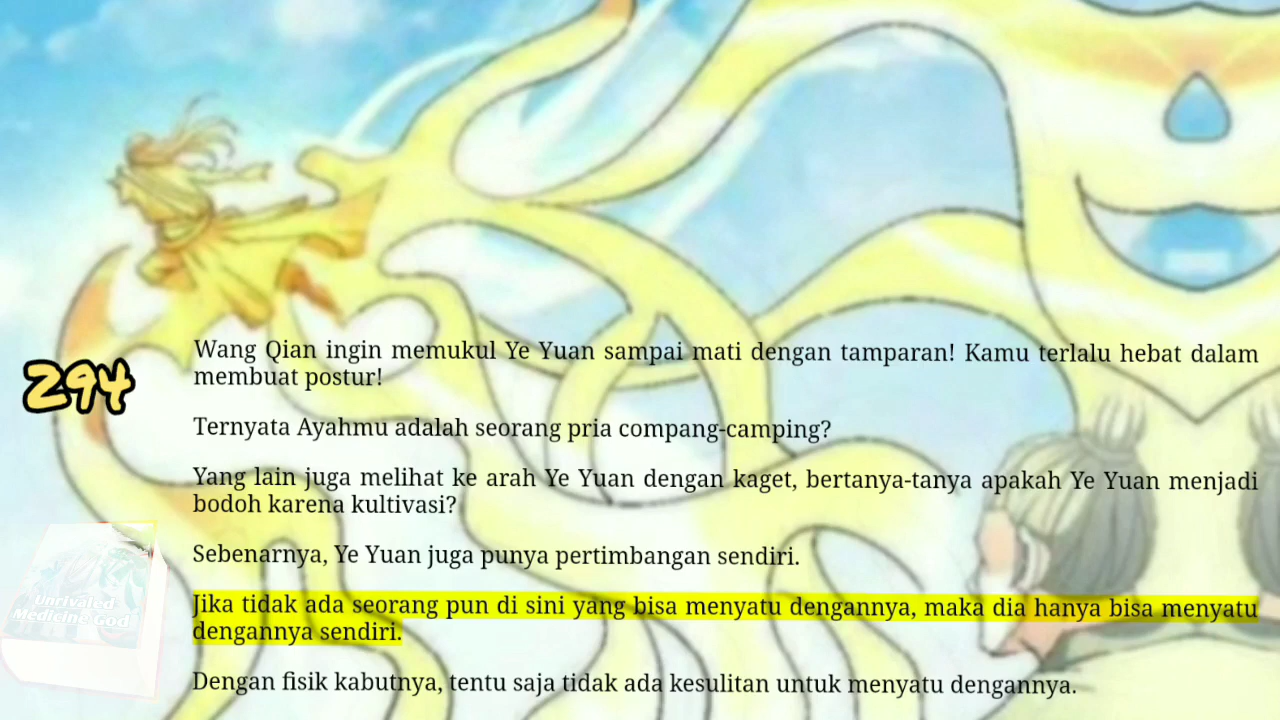 294
Wang Qian ingin memukul Ye Yuan sampai mati dengan tamparan! Kamu terlalu hebat dalam
membuat postur!
Ternyata Ayahmu adalah seorang pria compang-camping?
Yang lain juga melihat ke arah Ye Yuan dengan kaget, bertanya-tanya apakah Ye Yuan menjadi
bodoh karena kultivasi?
Sebenarnya, Ye Yuan juga punya pertimbangan sendiri.
Jika tidak ada seorang pun di sini yang bisa menyatu dengannya, maka dia hanya bisa menyatu
dengannya sendiri.
Dengan fisik kabutnya, tentu saja tidak ada kesulitan untuk menyatu dengannya.
Unrivaled
Medicine God